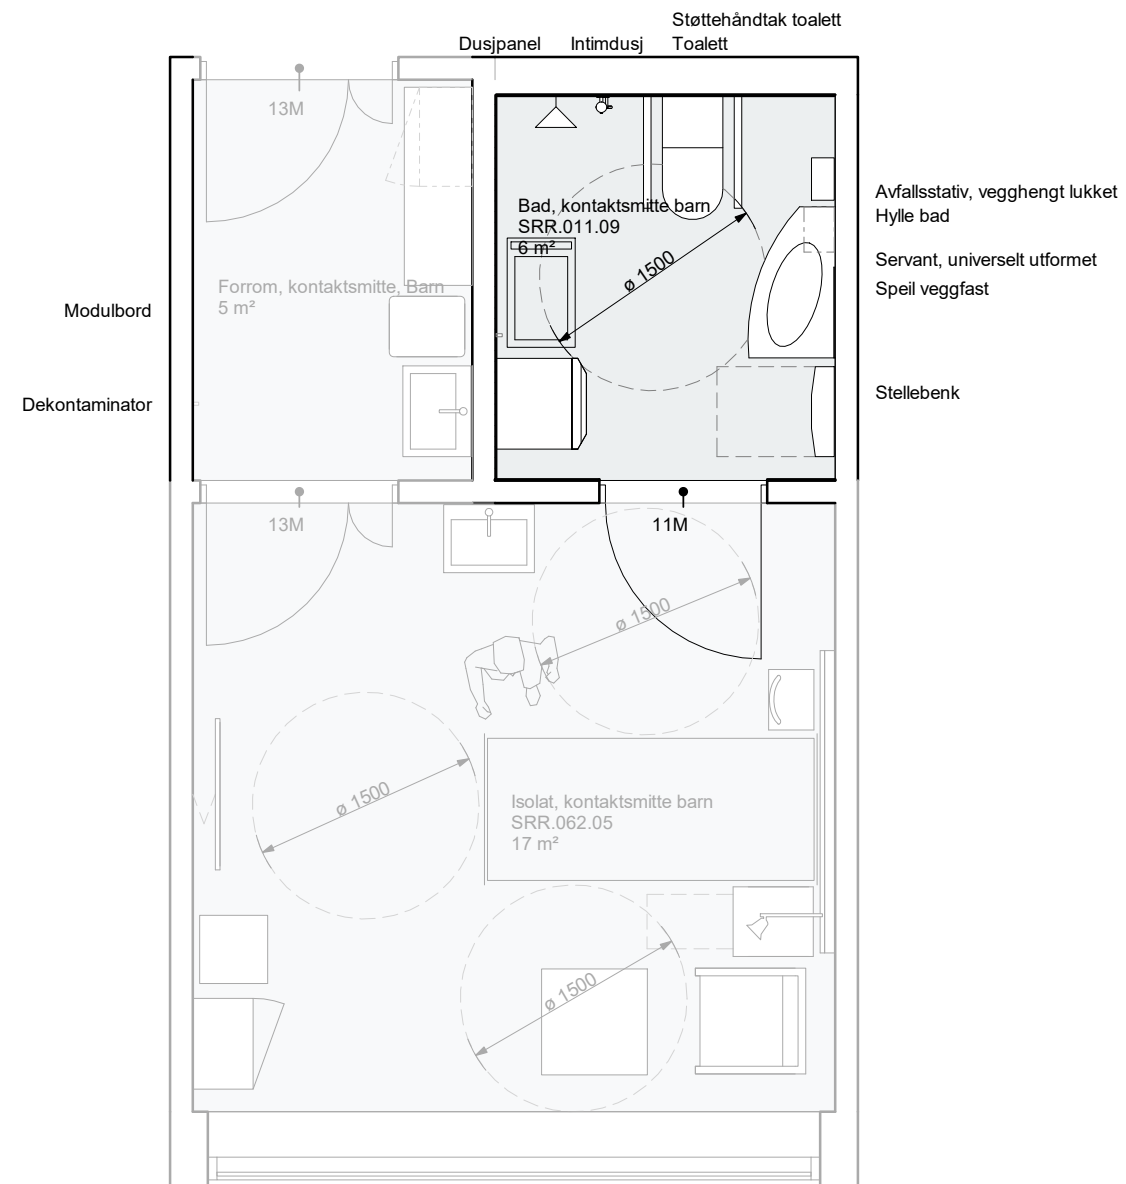 Støttehåndtak toalett
Dusjpanel Intimdusj Toalett
13M
Bad, kontaktsmitte barn
SRR.011.09
6 m²
ø 1500
Avfallsstativ, vegghengt lukket
Hylle bad
Servant, universelt utformet
Speil veggfast
Forrom, kontaktsmitte, Barn
5 m²
Modulbord
Dekontaminator
Stellebenk
13M
11M
ø 1500
ø 1500
Isolat, kontaktsmitte barn
SRR.062.05
17 m²
ø 1500